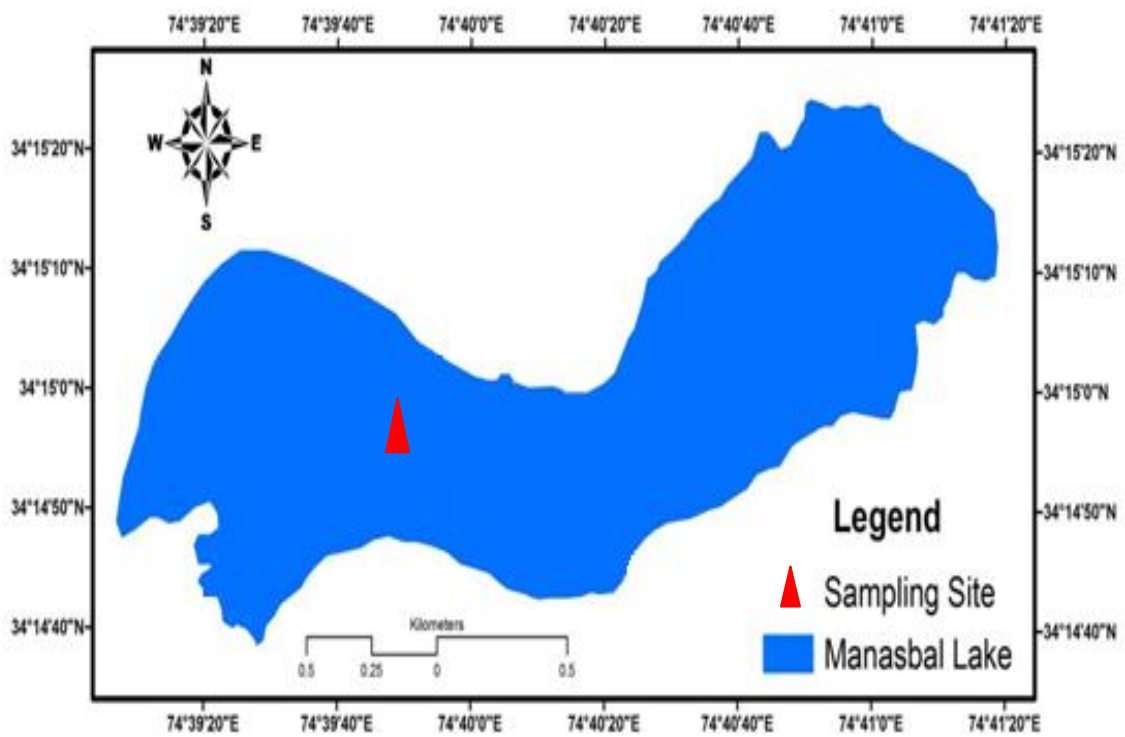 74°39'20"E 74°39'40"E 74°40'0"E 74°40'20"E 74°40'40"E 74°41'0"E 74°41'20"E
N
W E
S
34°15'20"N 34°15'20"N
34°15'10"N 34°15'10"N
34°15'0"N 34°15'0"N
34°14'50"N 34°14'50"N
Legend
Sampling Site
34°14'40"N 34°14'40"N
Kilometers
Manasbal Lake
0.5 0.25 0 0.5
74°39'20"E 74°39'40"E 74°40'0"E 74°40'20"E 74°40'40"E 74°41'0"E 74°41'20"E